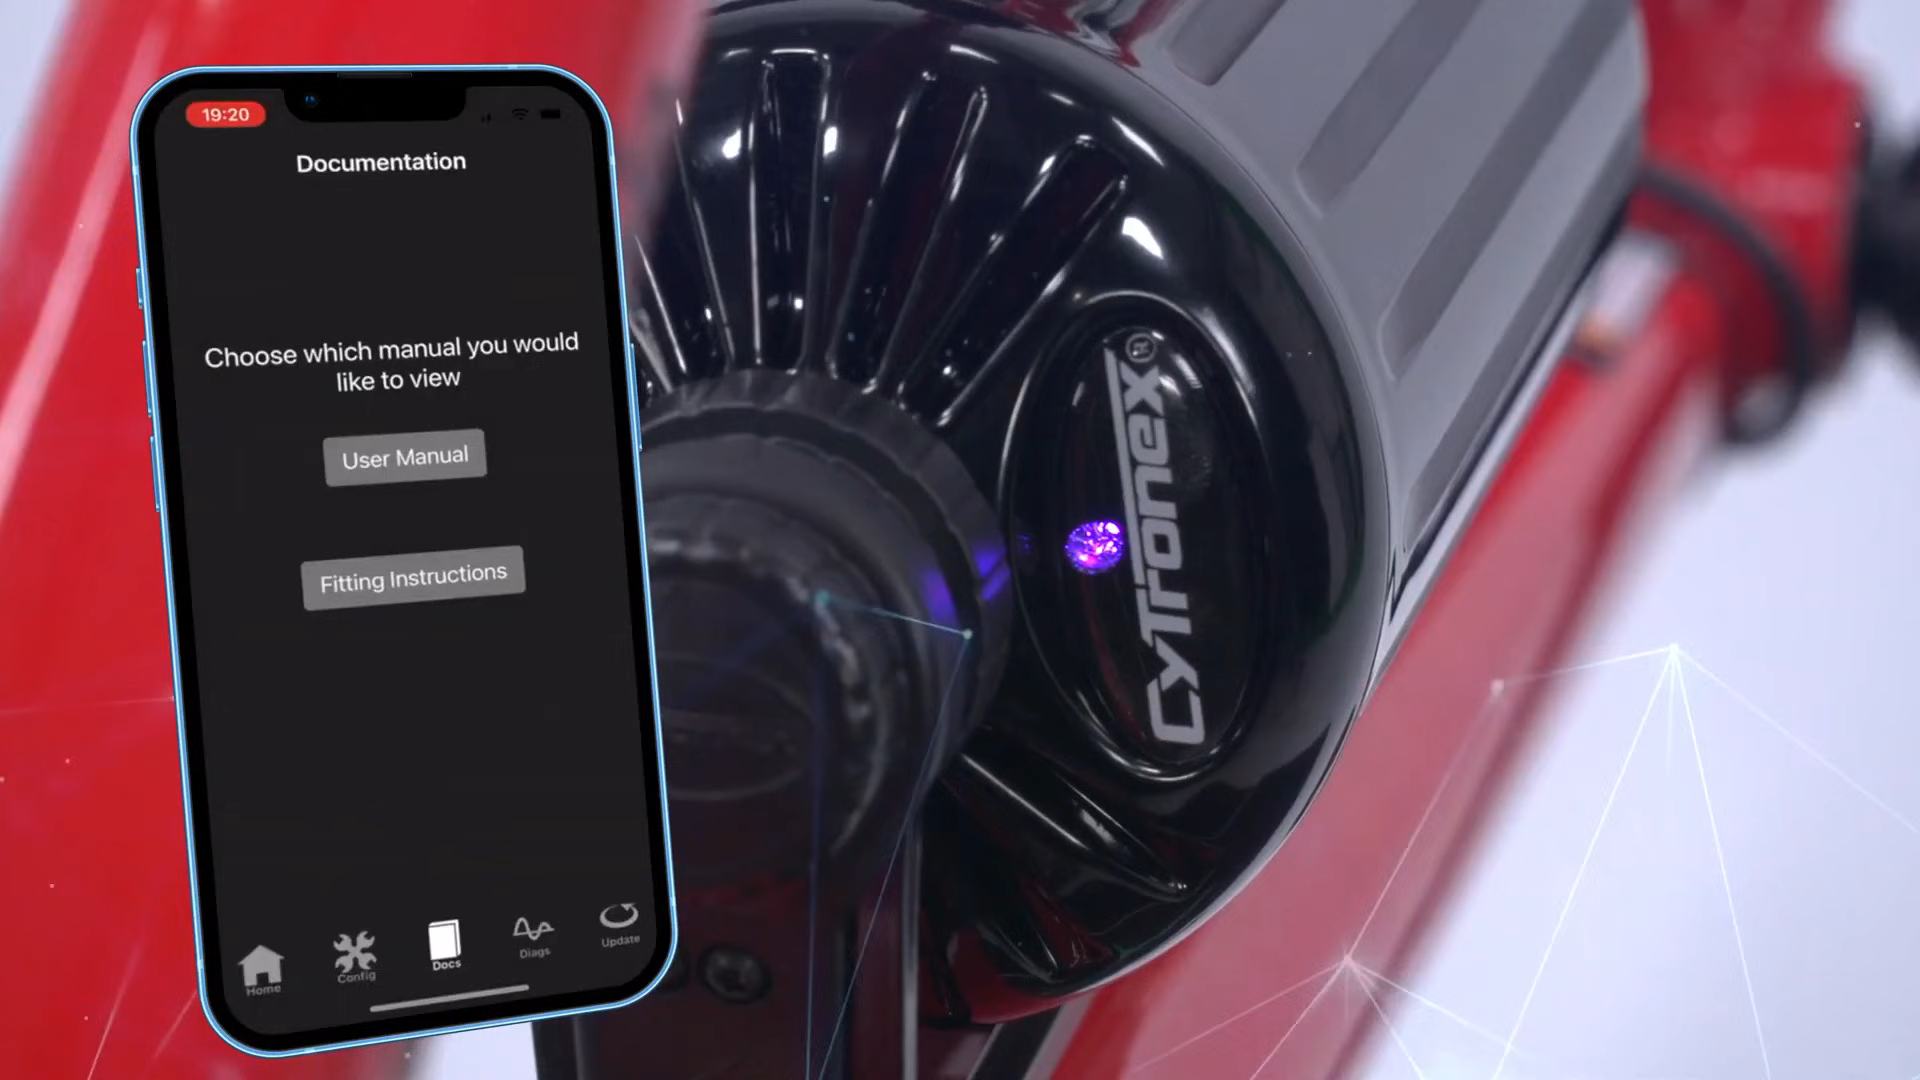 19:20
Documentation
Choose which manual you would
like to view
User Manual
Fitting Instructions
Home
Config
Docs
Diags
Update
CyTronex®